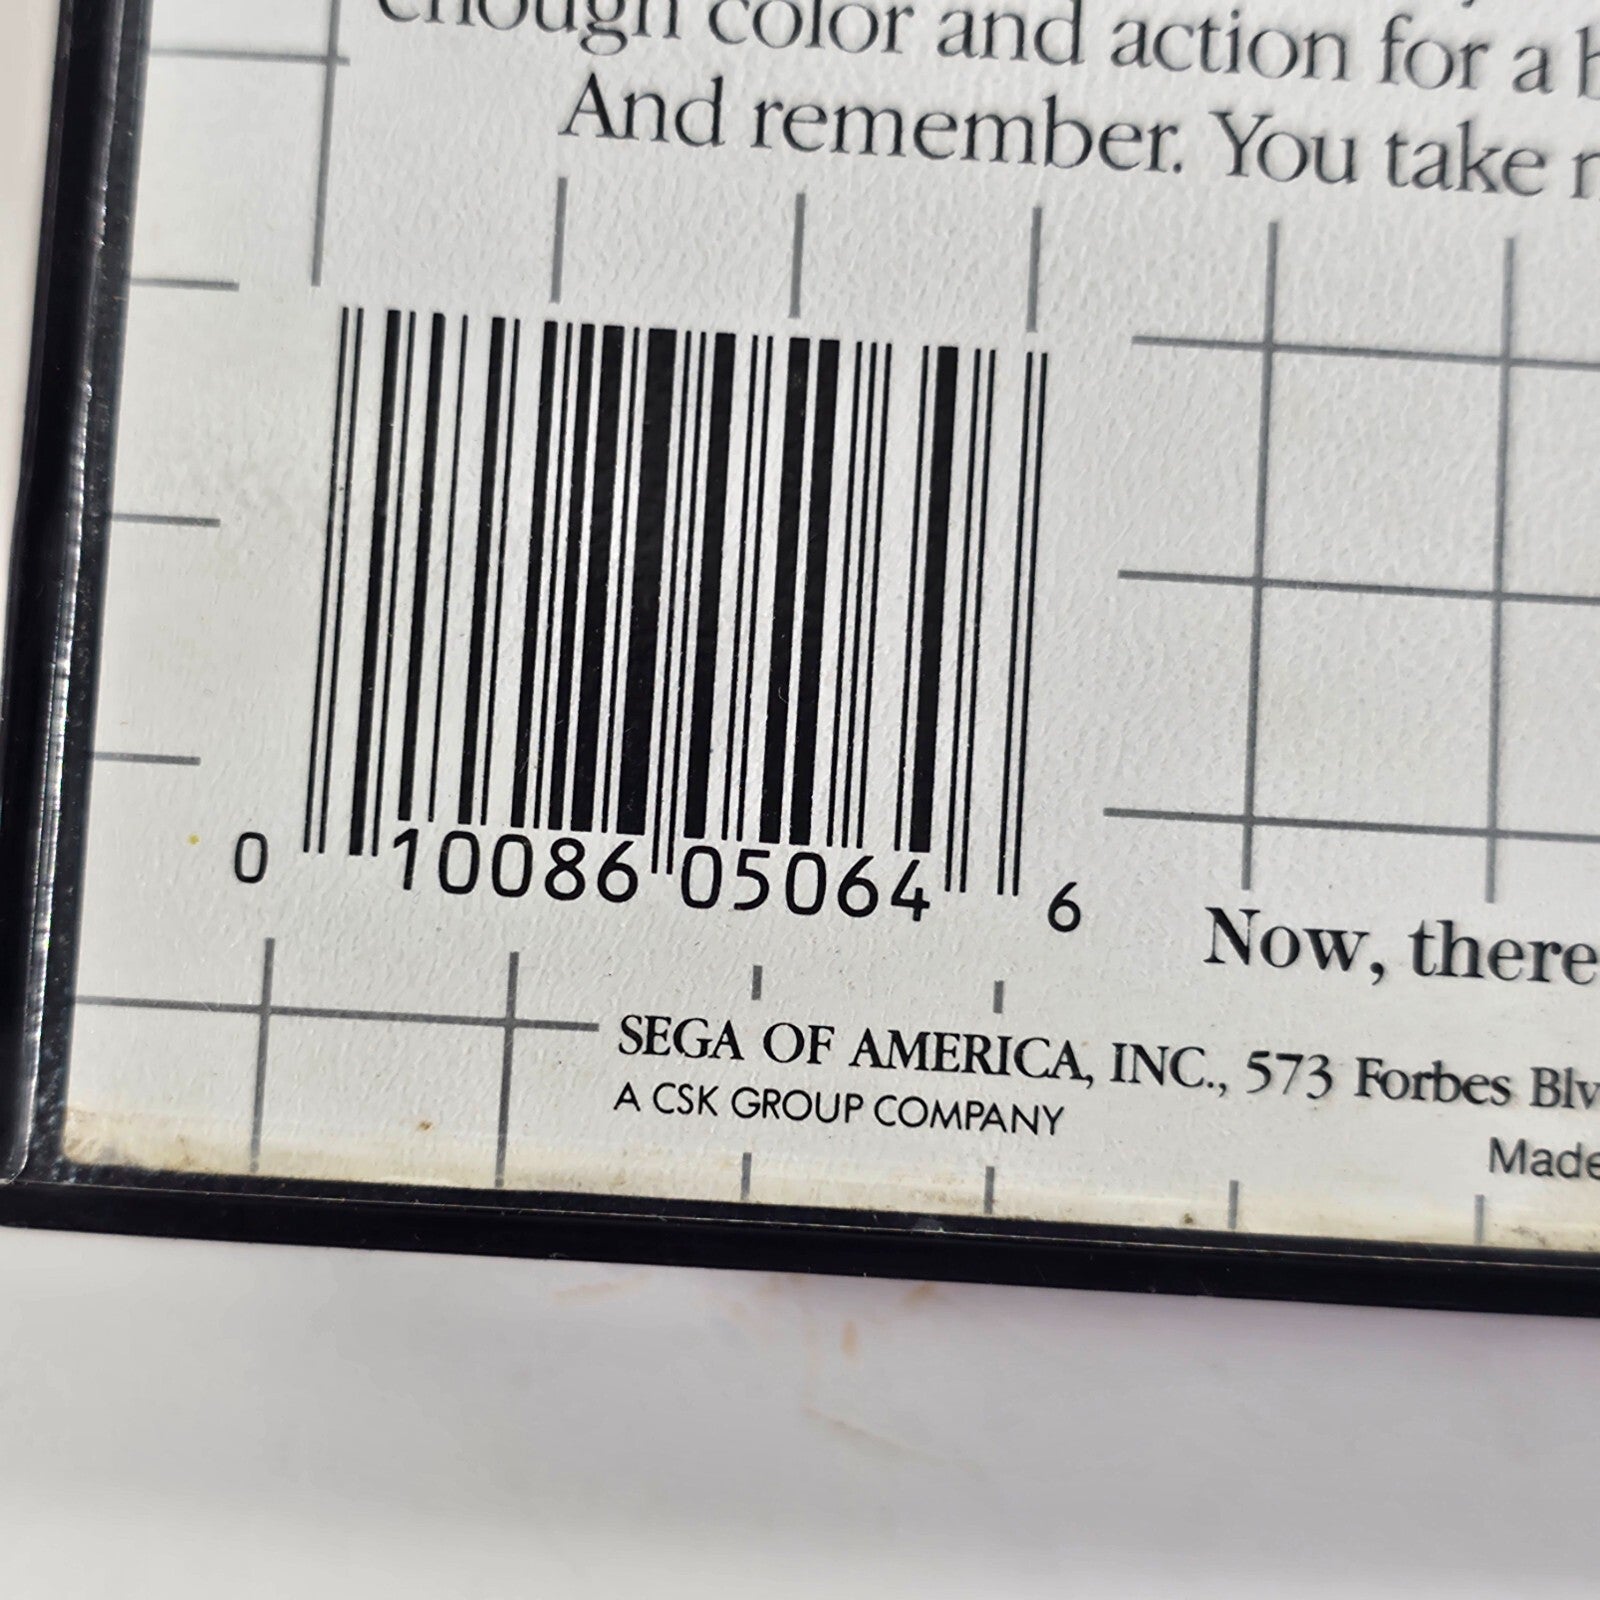 enough color and action for a
And remember. You take
0 10086 05064 6
Now, there
SEGA OF AMERICA, INC., 573 Forbes Blv
A CSK GROUP COMPANY
Made